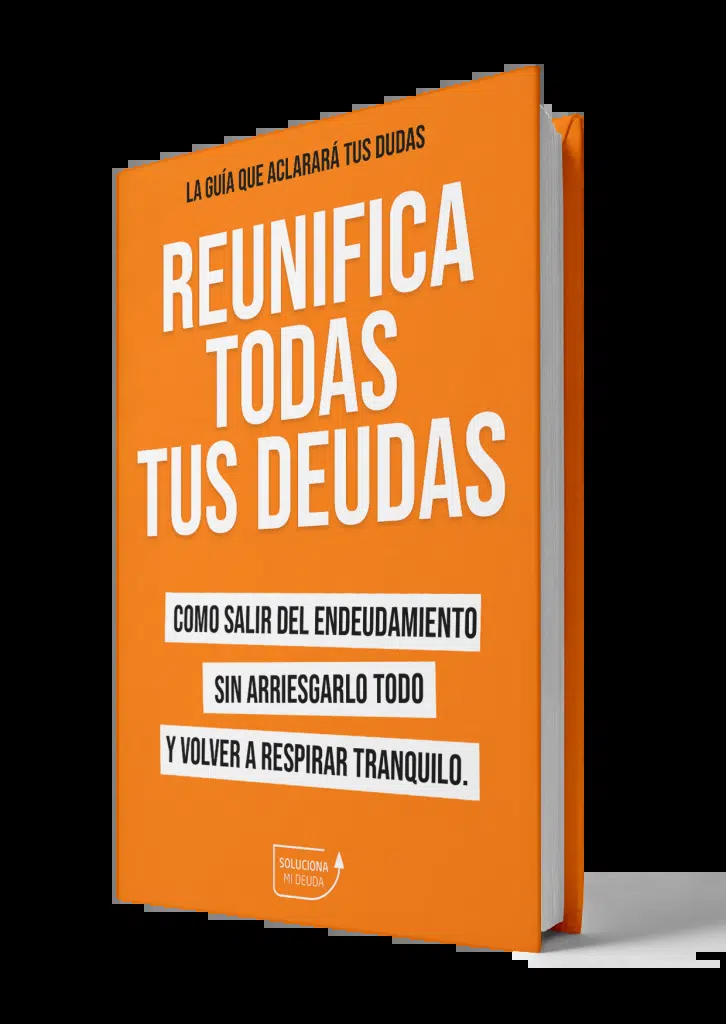 LA GUÍA QUE ACLARARÁ TUS DUDAS
REUNIFICA
TODAS
TUS DEUDAS
COMO SALIR DEL ENDEUDAMIENTO
SIN ARRIESGARLO TODO
Y VOLVER A RESPIRAR TRANQUILO.
SOLUCIONA
MI DEUDA